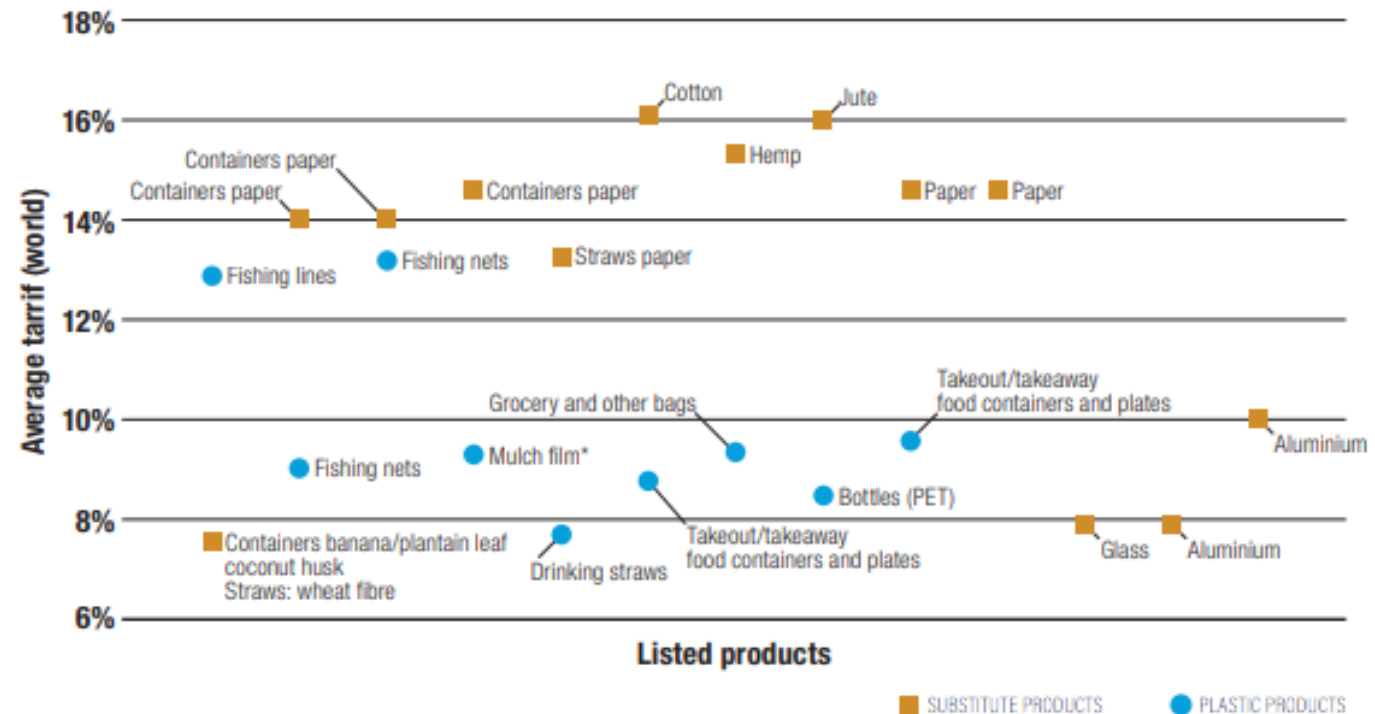 18%
Cotton
Jute
16%
Containers paper
Hemp
Containers paper
Containers paper
Paper
Paper
14%
Straws paper
Fishing nets
Fishing lines
Average tarrif (world)
12%
Takeout/takeaway
food containers and plates
Grocery and other bags
10%
Aluminium
Mulch film*
Fishing nets
Bottles (PET)
8%
Containers banana/plantain leaf
coconut husk
Straws: wheat fibre
Drinking straws
Takeout/takeaway
food containers and plates
Glass
Aluminium
6%
Listed products
SUBSTITUTE PRODUCTS
PLASTIC PRODUCTS